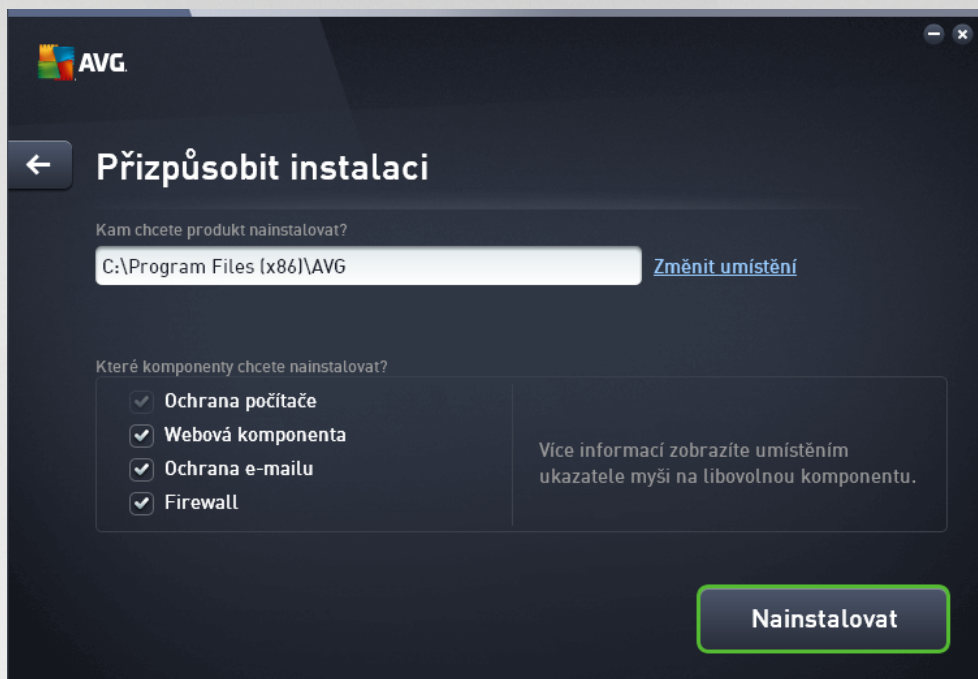 AVG.
Přizpůsobit instalaci
Kam chcete produkt nainstalovat?
C:\Program Files (x86)\AVG
Změnit umístění
Které komponenty chcete nainstalovat?
Ochrana počítače
Webová komponenta
Ochrana e-mailu
Firewall
Více informací zobrazíte umístěním
ukazatele myši na libovolnou komponentu.
Nainstalovat